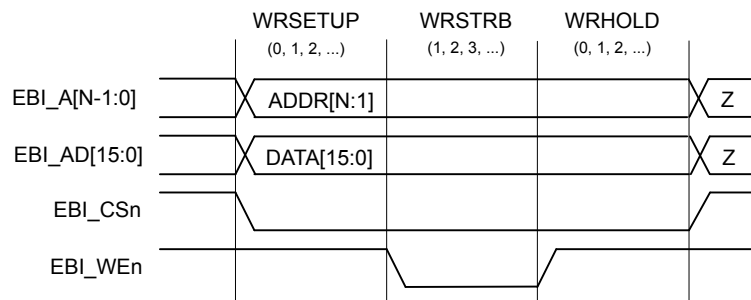 WRSETUP WRSTRB WRHOLD
(0, 1, 2, ...) (1, 2, 3, ...) (0, 1, 2, ...)
EBI_A[N-1:0] ADDR[N:1] Z
EBI_AD[15:0] DATA[15:0] Z
EBI_CSn
EBI_WEn